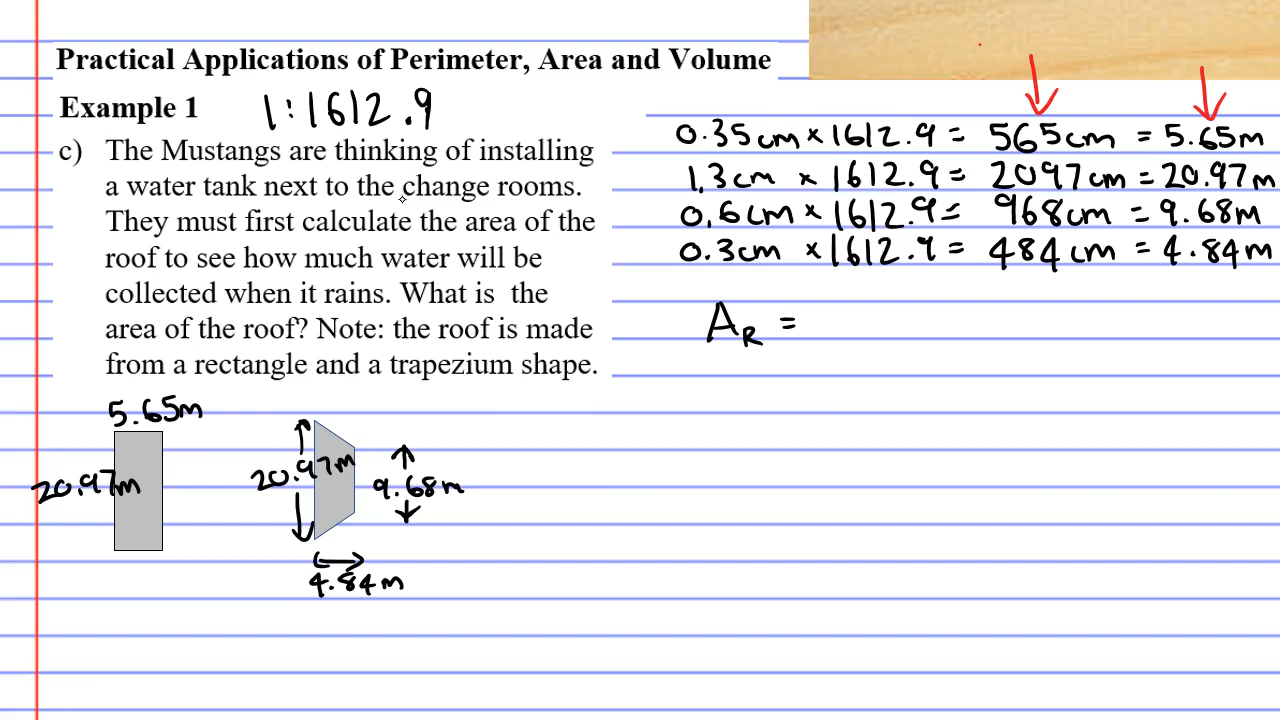 Practical Applications of Perimeter, Area and Volume
Example 1 1:1612.9
c) The Mustangs are thinking of installing
a water tank next to the change rooms.
They must first calculate the area of the
roof to see how much water will be
collected when it rains. What is the
area of the roof? Note: the roof is made
from a rectangle and a trapezium shape.
0.35cm × 1612.9 = 565cm = 5.65m
1.3cm × 1612.9 = 2097cm = 20.97m
0.6cm × 1612.9 = 968cm = 9.68m
0.3cm × 1612.9 = 484cm = 4.84m
A_R =
5.65m
20.97m
20.97m
9.68m
4.84m